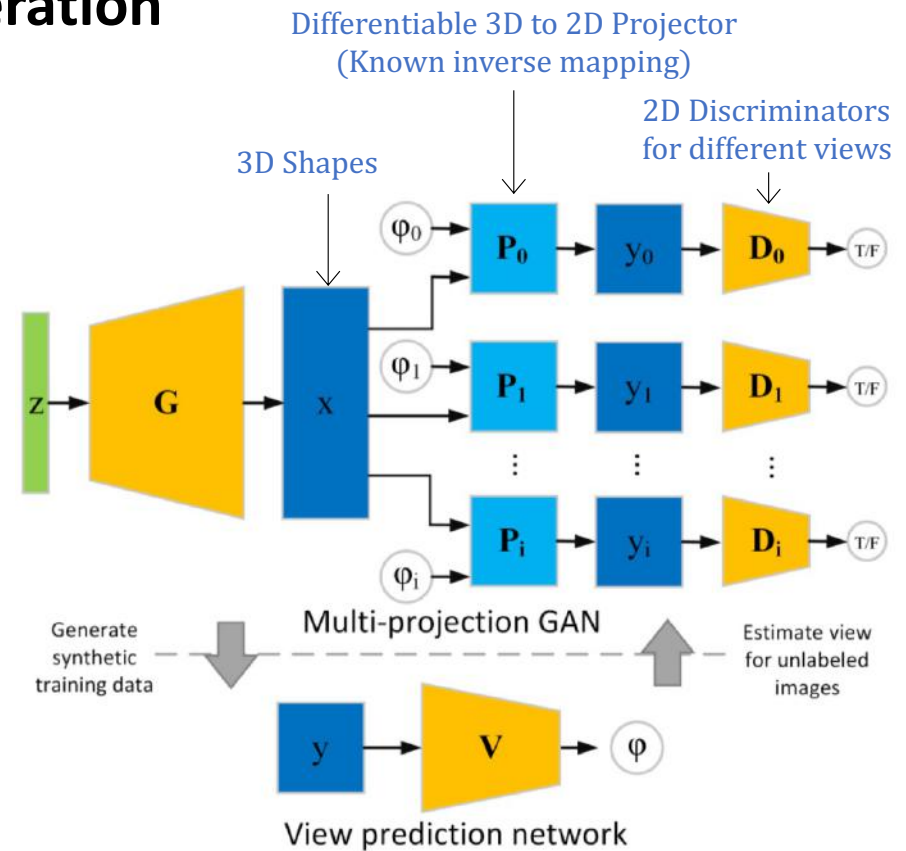 eration
Differentiable 3D to 2D Projector
(Known inverse mapping)
2D Discriminators
for different views
3D Shapes
φ₀
P₀
y₀
D₀
T/F
z
G
x
φ₁
P₁
y₁
D₁
T/F
⋮ ⋮ ⋮
φᵢ
Pᵢ
yᵢ
Dᵢ
T/F
Multi-projection GAN
Generate
synthetic
training data
Estimate view
for unlabeled
images
y
V
φ
View prediction network